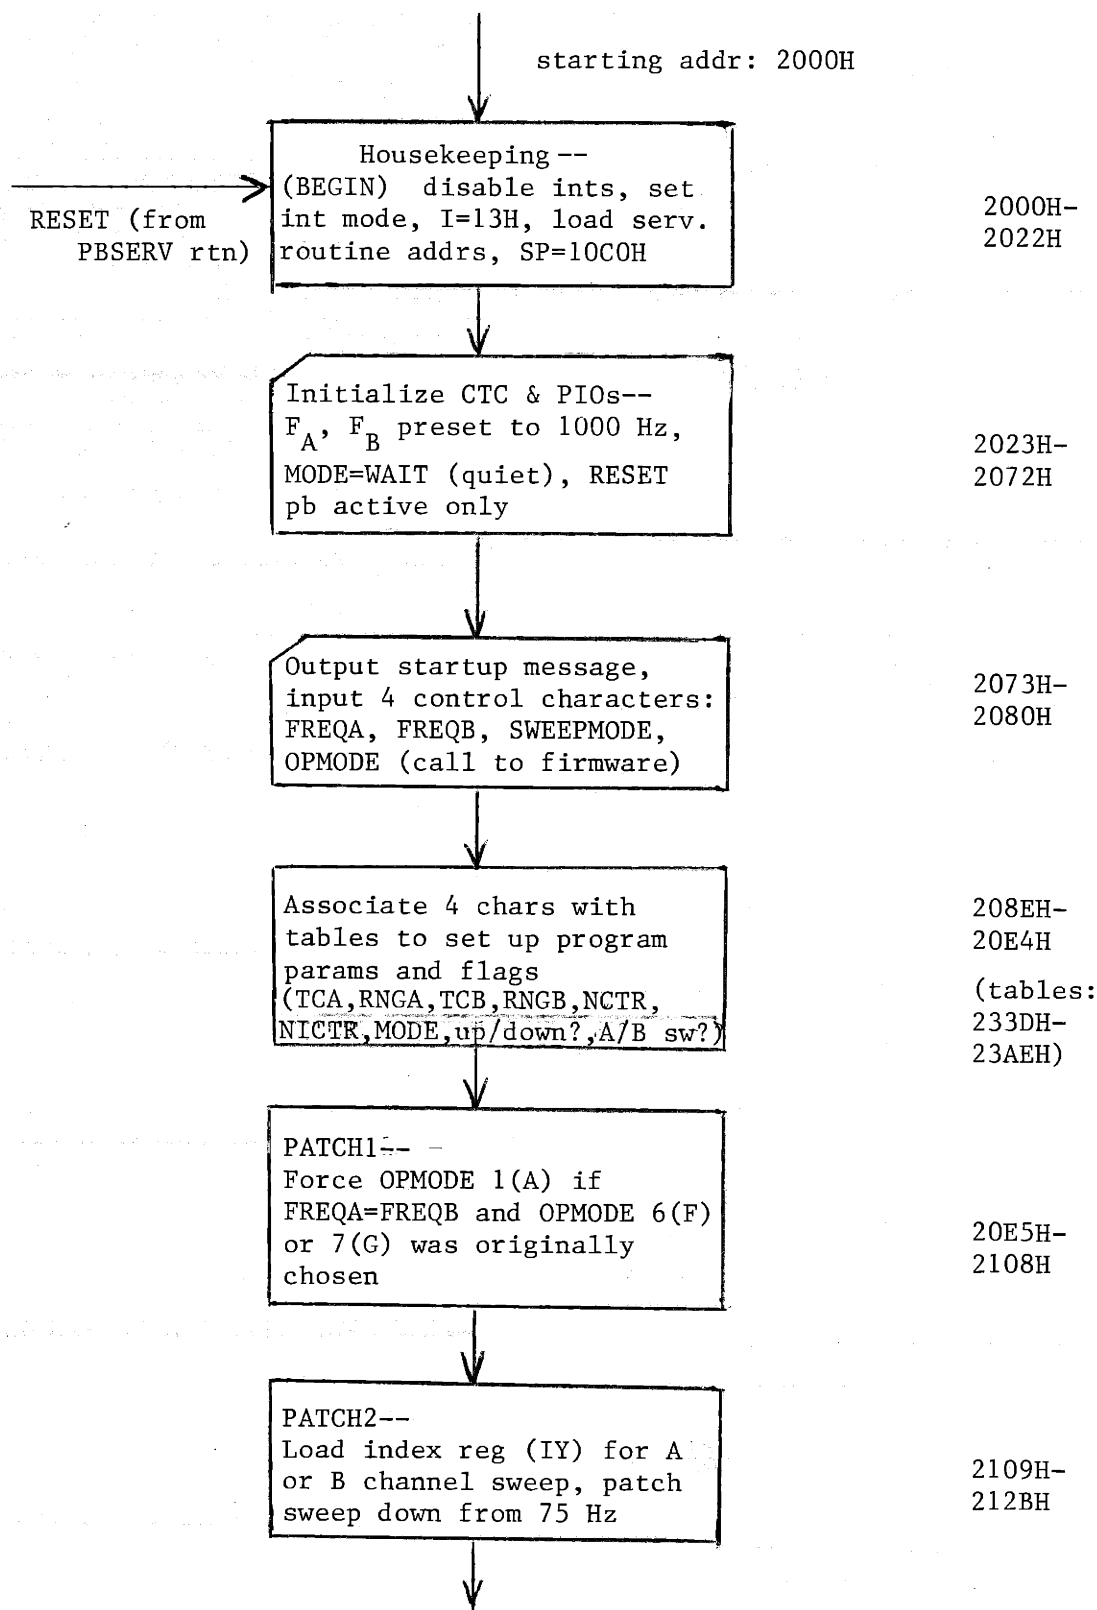 starting addr: 2000H
Housekeeping --
(BEGIN) disable ints, set
int mode, I=13H, load serv.
routine addrs, SP=10C0H
RESET (from
PBSERV rtn)
2000H-
2022H
Initialize CTC & PIOs--
FA, FB preset to 1000 Hz,
MODE=WAIT (quiet), RESET
pb active only
2023H-
2072H
Output startup message,
input 4 control characters:
FREQA, FREQB, SWEEPMODE,
OPMODE (call to firmware)
2073H-
2080H
Associate 4 chars with
tables to set up program
params and flags
(TCA,RNGA,TCB,RNGB,NCTR,
NICTR,MODE,up/down?,A/B sw?)
208EH-
20E4H
(tables:
233DH-
23AEH)
PATCH1--
Force OPMODE 1(A) if
FREQA=FREQB and OPMODE 6(F)
or 7(G) was originally
chosen
20E5H-
2108H
PATCH2--
Load index reg (IY) for A
or B channel sweep, patch
sweep down from 75 Hz
2109H-
212BH